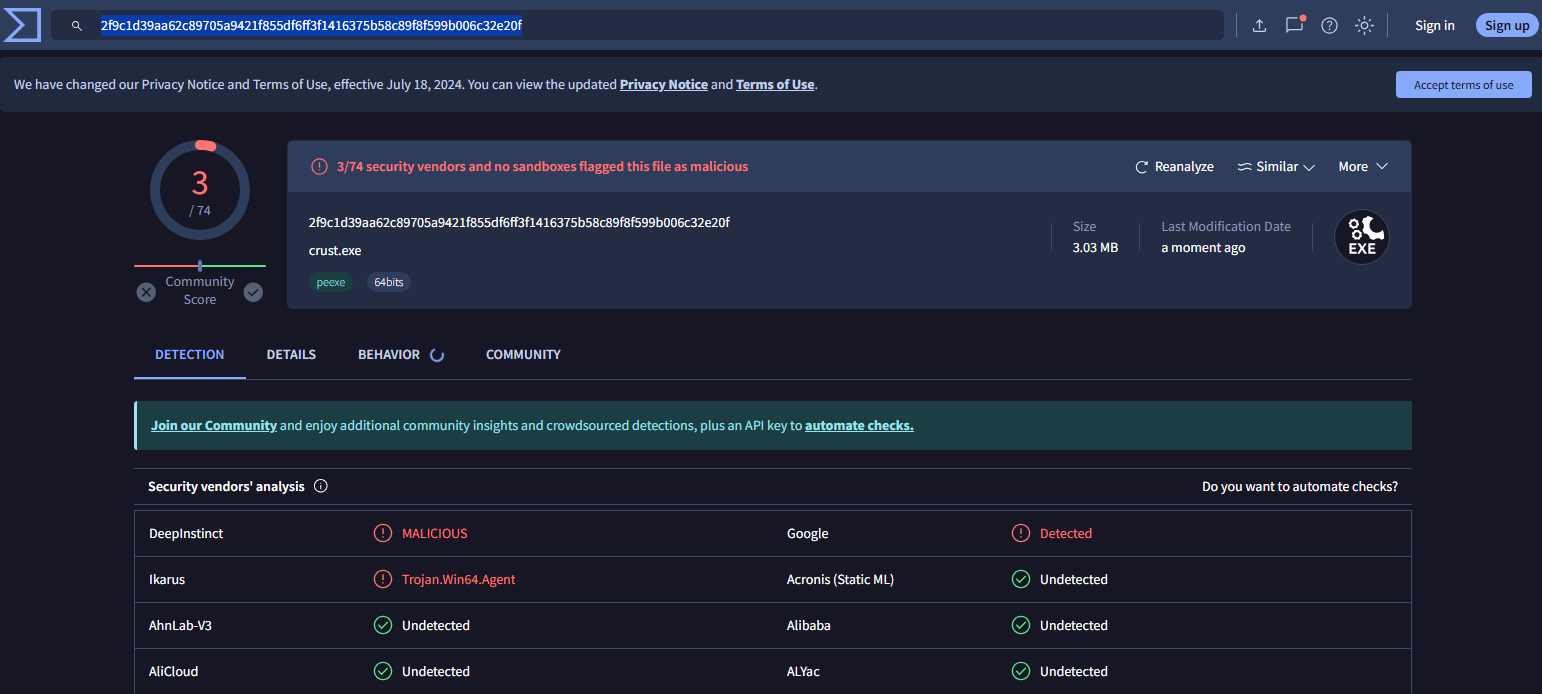 2f9c1d39aa62c89705a9421f855df6ff3f1416375b58c89f8f599b006c32e20f
Sign in
Sign up
We have changed our Privacy Notice and Terms of Use, effective July 18, 2024. You can view the updated Privacy Notice and Terms of Use.
Accept terms of use
3
/ 74
Community
Score
3/74 security vendors and no sandboxes flagged this file as malicious
Reanalyze
Similar
More
2f9c1d39aa62c89705a9421f855df6ff3f1416375b58c89f8f599b006c32e20f
crust.exe
peexe
64bits
Size
3.03 MB
Last Modification Date
a moment ago
EXE
DETECTION
DETAILS
BEHAVIOR
COMMUNITY
Join our Community and enjoy additional community insights and crowdsourced detections, plus an API key to automate checks.
Security vendors' analysis
Do you want to automate checks?
DeepInstinct
MALICIOUS
Google
Detected
Ikarus
Trojan.Win64.Agent
Acronis (Static ML)
Undetected
AhnLab-V3
Undetected
Alibaba
Undetected
AliCloud
Undetected
ALYac
Undetected